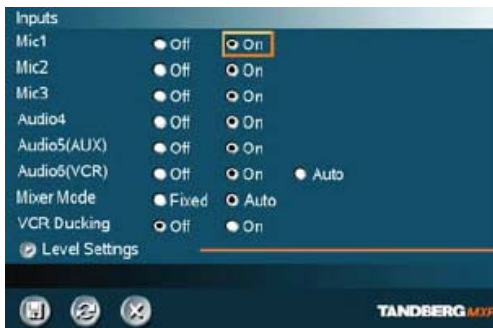 Inputs
Mic1 Off On
Mic2 Off On
Mic3 Off On
Audio4 Off On
Audio5(AUX) Off On
Audio6(VCR) Off On Auto
Mixer Mode Fixed Auto
VCR Ducking Off On
Level Settings
TANDBERG MXP